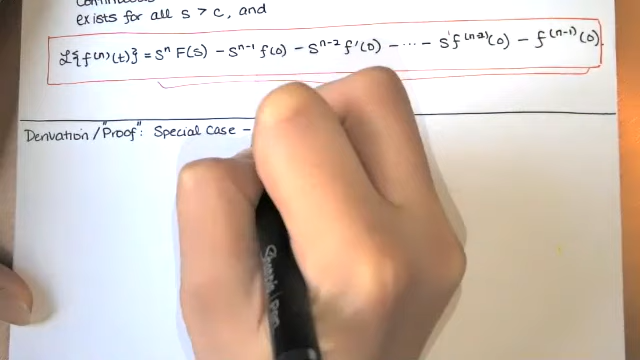 exists for all s > c, and
ℒ{f⁽ⁿ⁾(t)} = sⁿ F(s) - sⁿ⁻¹ f(0) - sⁿ⁻² f'(0) - ⋯ - s¹f⁽ⁿ⁻²⁾(0) - f⁽ⁿ⁻¹⁾(0).
Derivation / "Proof": Special Case -